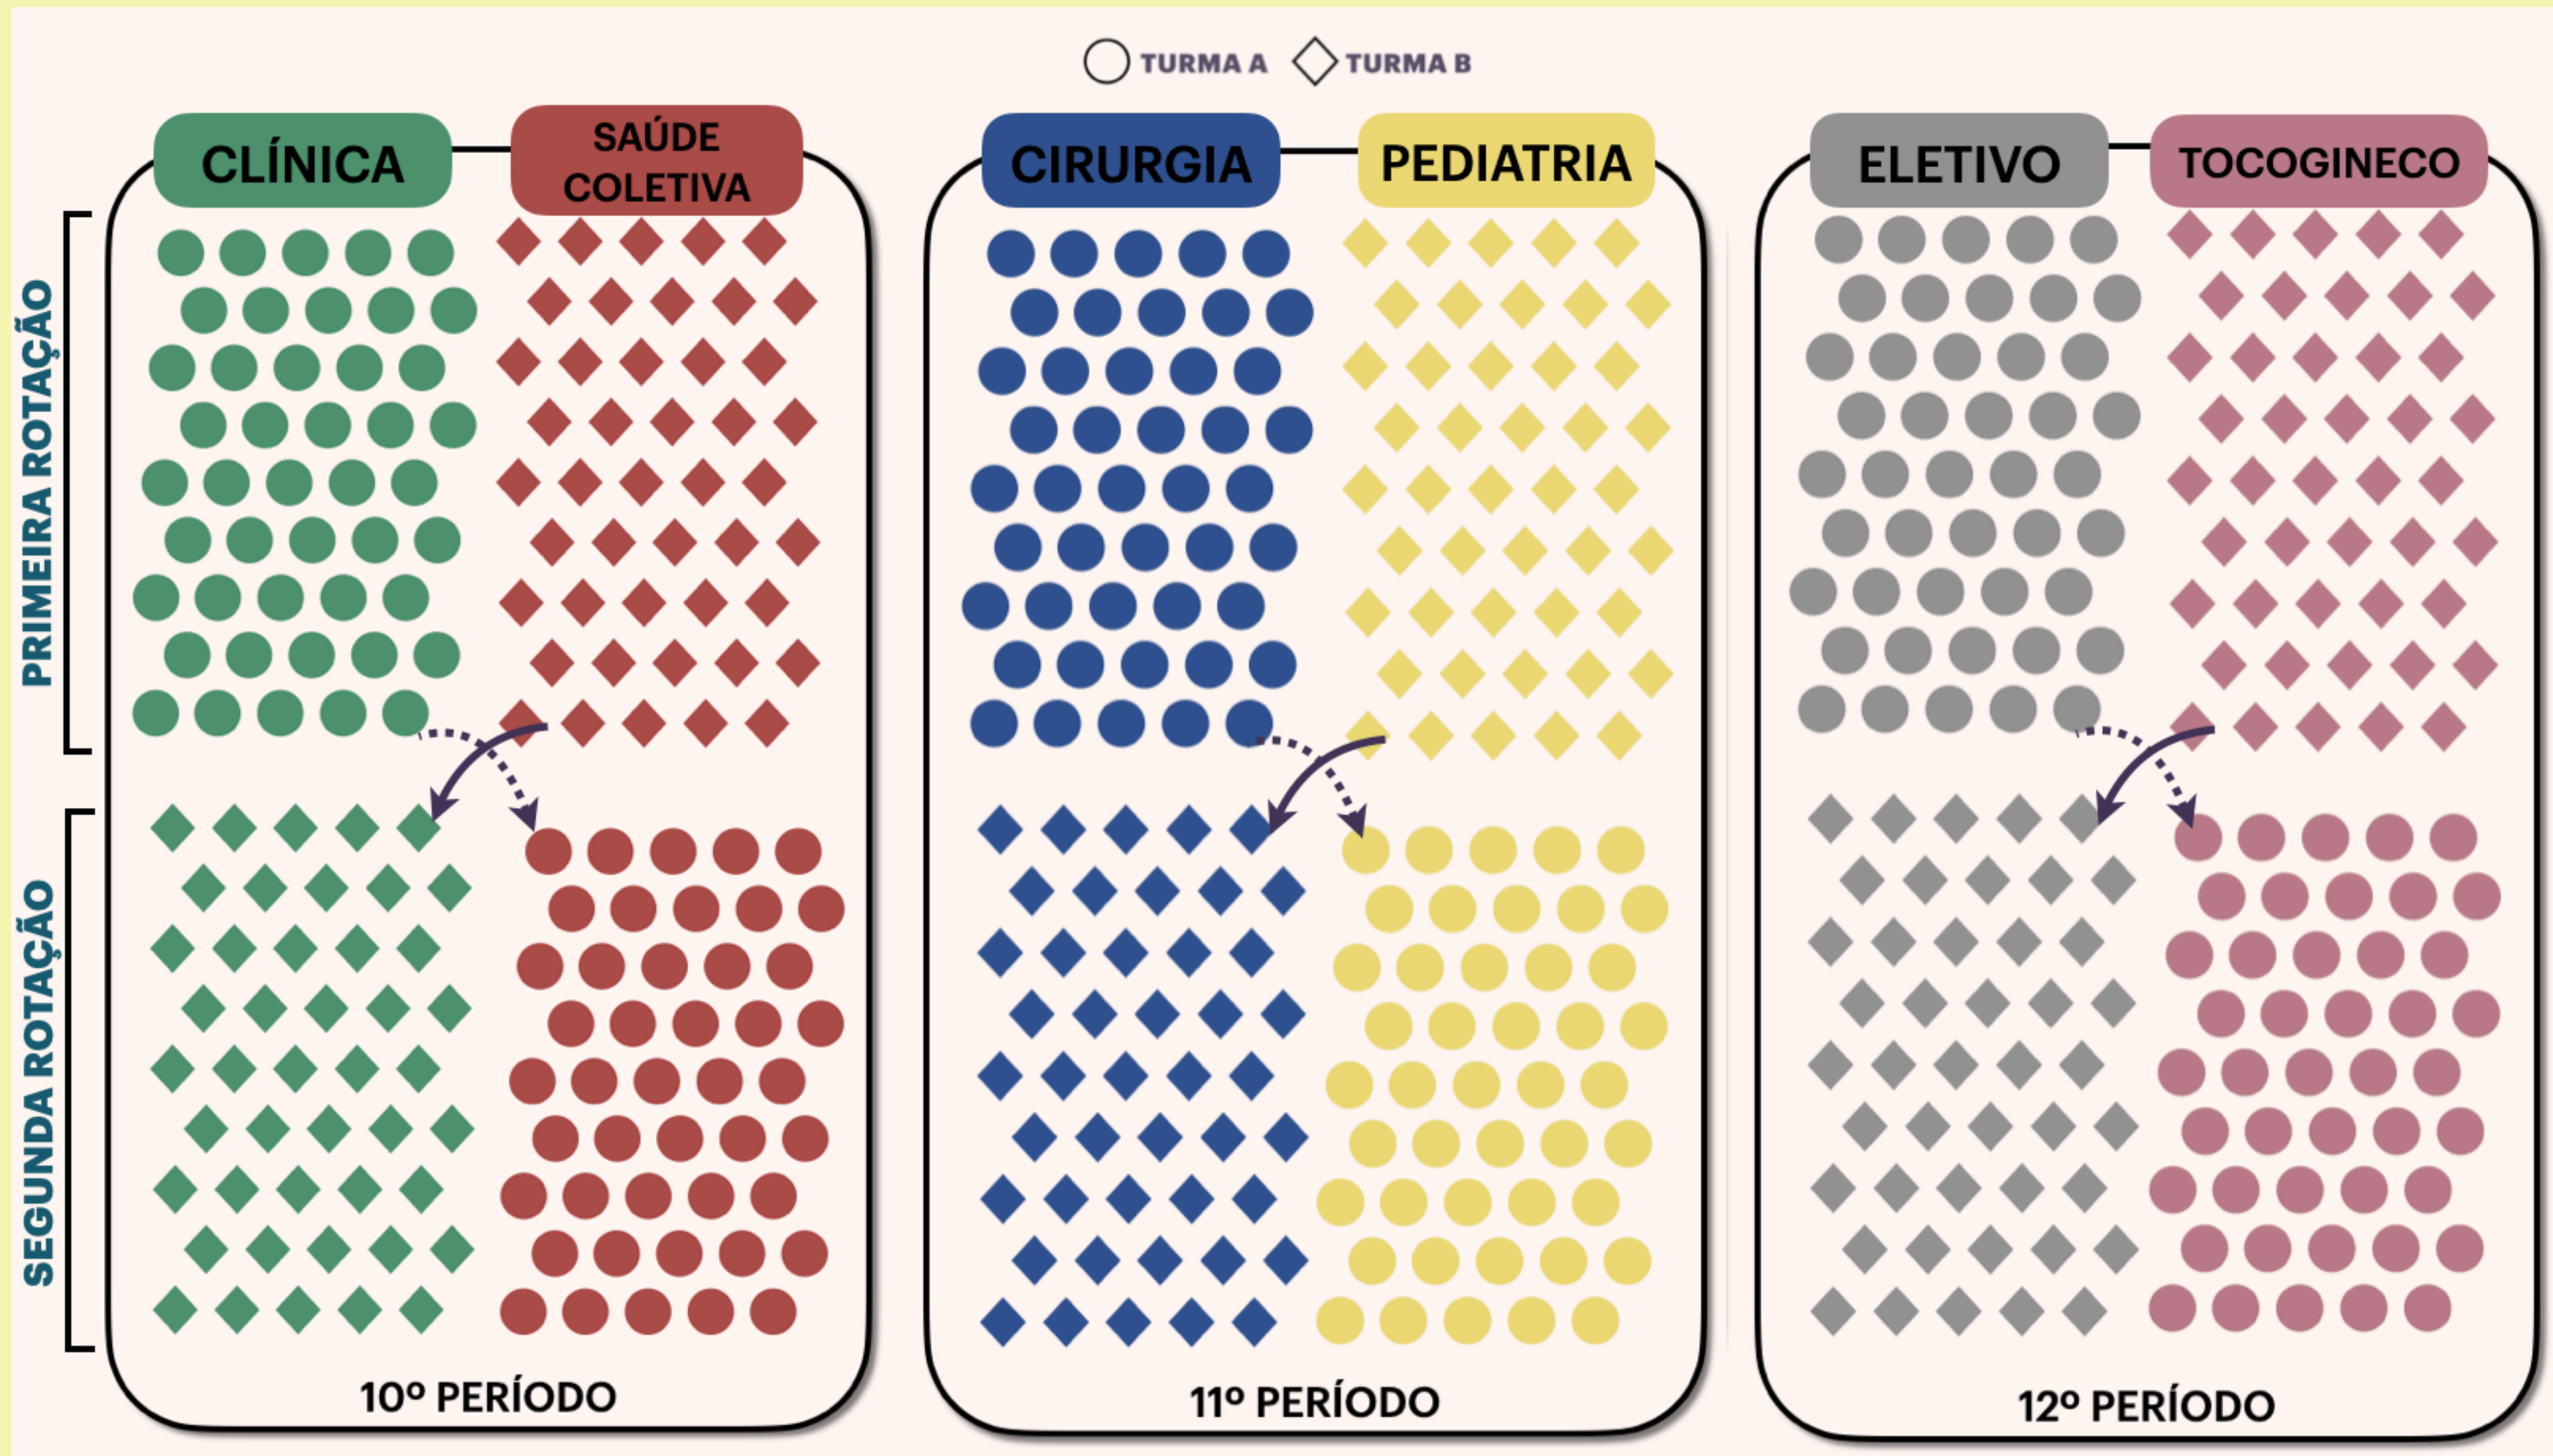 TURMA A
TURMA B
CLÍNICA
SAÚDE
COLETIVA
CIRURGIA
PEDIATRIA
ELETIVO
TOCOGINECO
PRIMEIRA ROTAÇÃO
SEGUNDA ROTAÇÃO
10º PERÍODO
11º PERÍODO
12º PERÍODO